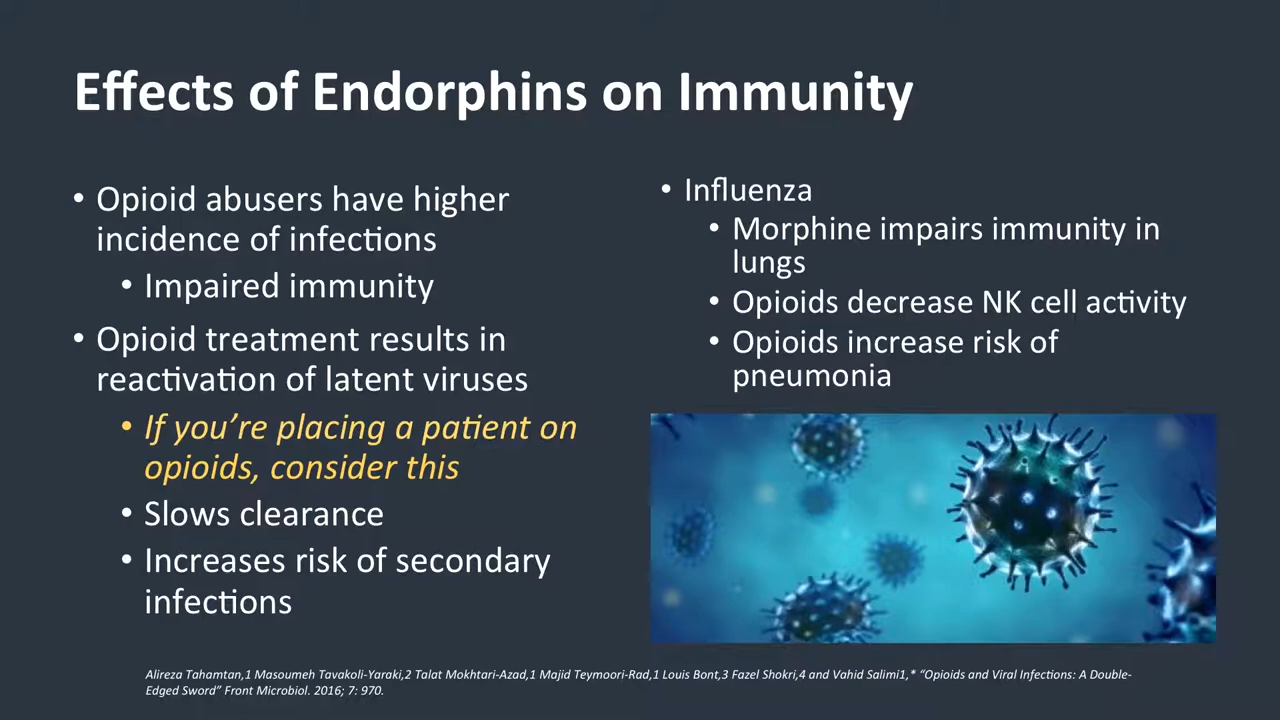 Effects of Endorphins on Immunity
• Opioid abusers have higher
incidence of infections
• Impaired immunity
• Opioid treatment results in
reactivation of latent viruses
• If you’re placing a patient on
opioids, consider this
• Slows clearance
• Increases risk of secondary
infections
• Influenza
• Morphine impairs immunity in
lungs
• Opioids decrease NK cell activity
• Opioids increase risk of
pneumonia
Alireza Tahamtan,1 Masoumeh Tavakoli-Yaraki,2 Talat Mokhtari-Azad,1 Majid Teymoori-Rad,1 Louis Bont,3 Fazel Shokri,4 and Vahid Salimi1,* “Opioids and Viral Infections: A Double-
Edged Sword” Front Microbiol. 2016; 7: 970.